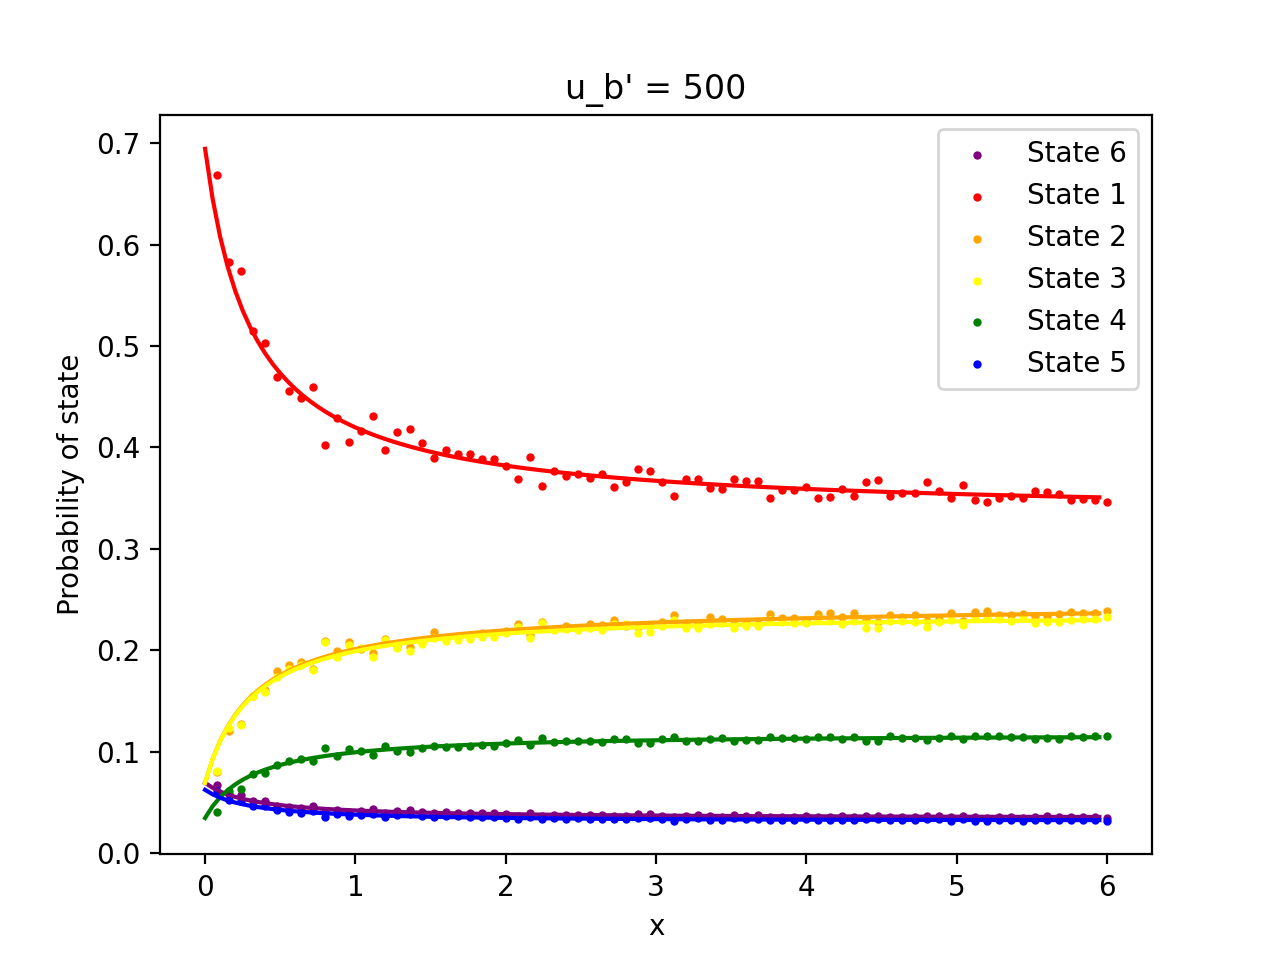 u_b' = 500
Probability of state
0.7
0.6
0.5
0.4
0.3
0.2
0.1
0.0
State 6
State 1
State 2
State 3
State 4
State 5
0 1 2 3 4 5 6
x